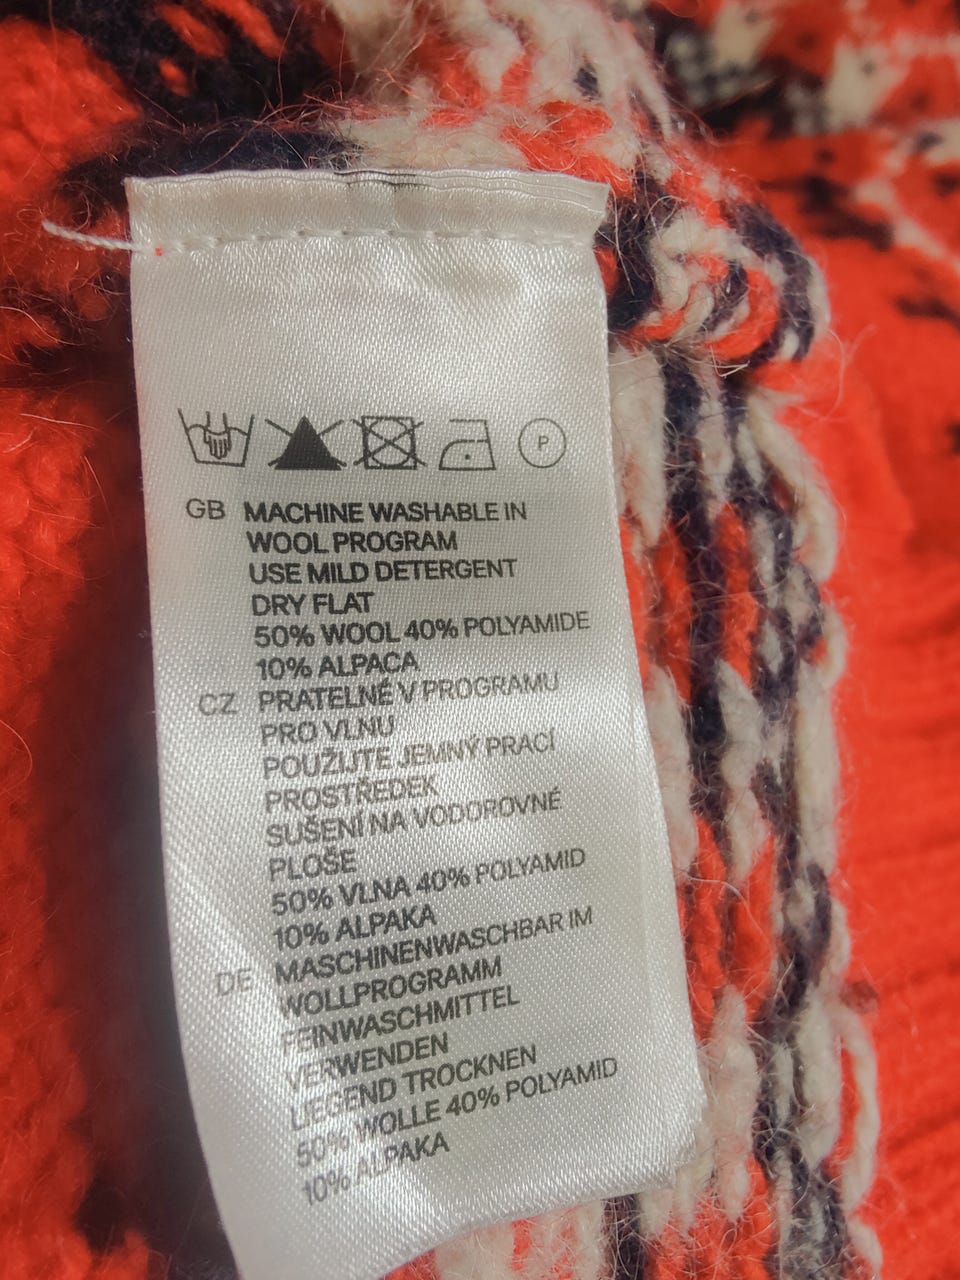 P
GB MACHINE WASHABLE IN
WOOL PROGRAM
USE MILD DETERGENT
DRY FLAT
50% WOOL 40% POLYAMIDE
10% ALPACA
CZ PRATELNÉ V PROGRAMU
PRO VLNU
POUŽIJTE JEMNÝ PRACÍ
PROSTŘEDEK
SUŠENÍ NA VODOROVNÉ
PLOŠE
50% VLNA 40% POLYAMID
10% ALPAKA
DE MASCHINENWASCHBAR IM
WOLLPROGRAMM
FEINWASCHMITTEL
VERWENDEN
LIEGEND TROCKNEN
50% WOLLE 40% POLYAMID
10% ALPAKA